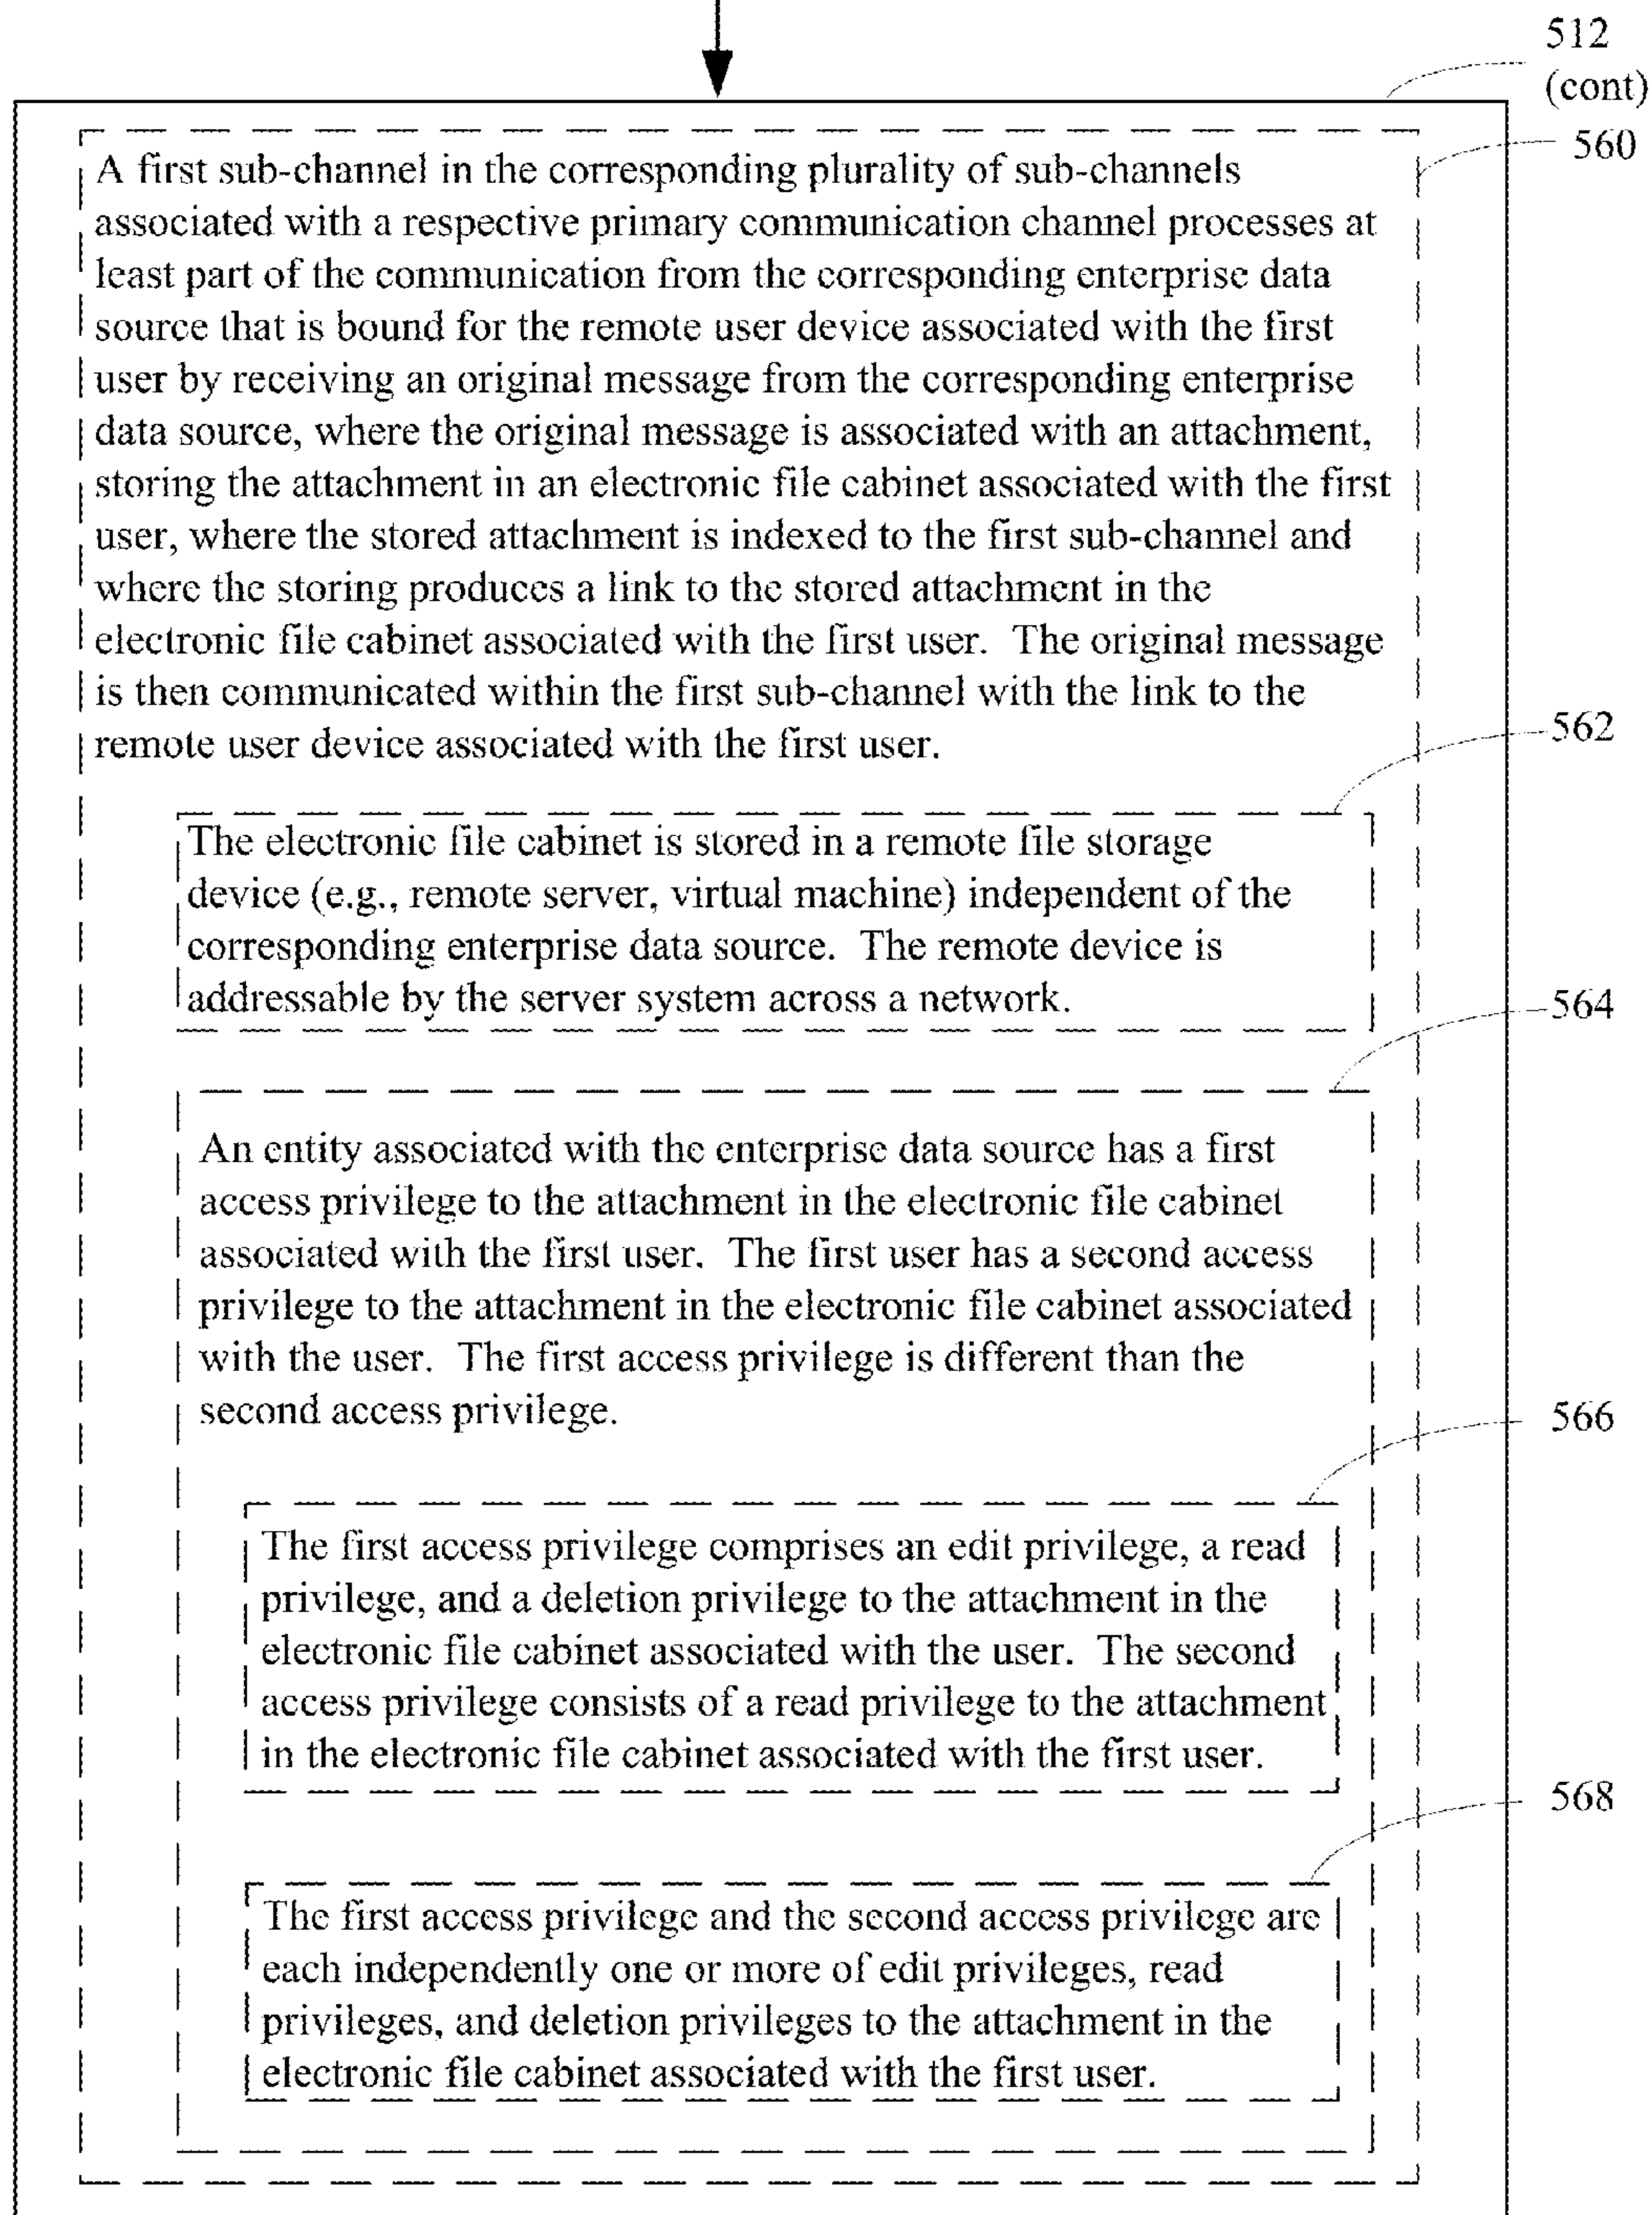 512
(cont)
560
A first sub-channel in the corresponding plurality of sub-channels
associated with a respective primary communication channel processes at
least part of the communication from the corresponding enterprise data
source that is bound for the remote user device associated with the first
user by receiving an original message from the corresponding enterprise
data source, where the original message is associated with an attachment,
storing the attachment in an electronic file cabinet associated with the first
user, where the stored attachment is indexed to the first sub-channel and
where the storing produces a link to the stored attachment in the
electronic file cabinet associated with the first user.  The original message
is then communicated within the first sub-channel with the link to the
remote user device associated with the first user.
562
The electronic file cabinet is stored in a remote file storage
device (e.g., remote server, virtual machine) independent of the
corresponding enterprise data source.  The remote device is
addressable by the server system across a network.
564
An entity associated with the enterprise data source has a first
access privilege to the attachment in the electronic file cabinet
associated with the first user.  The first user has a second access
privilege to the attachment in the electronic file cabinet associated
with the user.  The first access privilege is different than the
second access privilege.
566
The first access privilege comprises an edit privilege, a read
privilege, and a deletion privilege to the attachment in the
electronic file cabinet associated with the user.  The second
access privilege consists of a read privilege to the attachment
in the electronic file cabinet associated with the first user.
568
The first access privilege and the second access privilege are
each independently one or more of edit privileges, read
privileges, and deletion privileges to the attachment in the
electronic file cabinet associated with the first user.